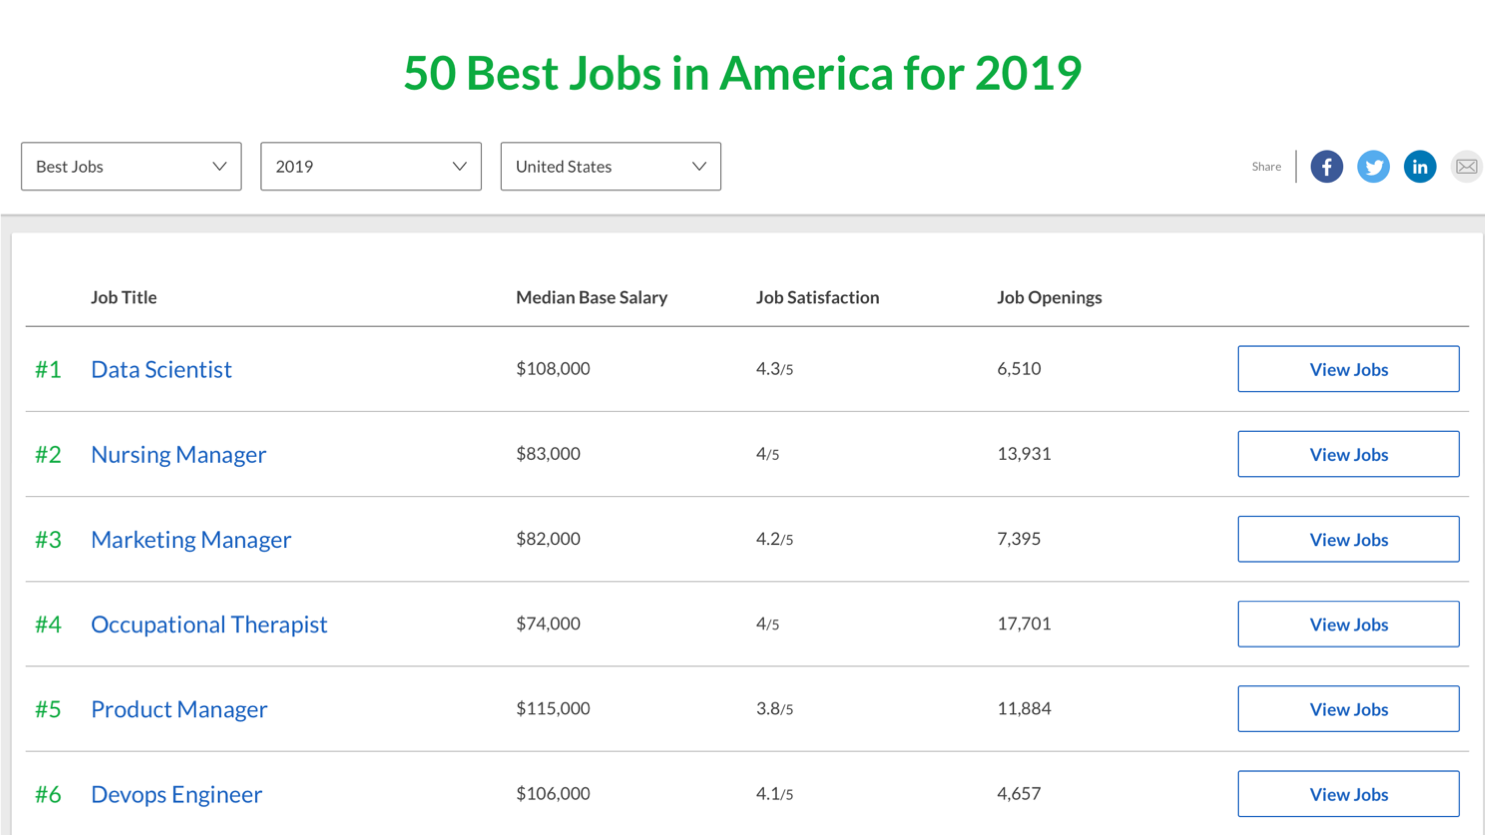 50 Best Jobs in America for 2019
Best Jobs 2019 United States Share
Job Title Median Base Salary Job Satisfaction Job Openings
#1 Data Scientist $108,000 4.3/5 6,510 View Jobs
#2 Nursing Manager $83,000 4/5 13,931 View Jobs
#3 Marketing Manager $82,000 4.2/5 7,395 View Jobs
#4 Occupational Therapist $74,000 4/5 17,701 View Jobs
#5 Product Manager $115,000 3.8/5 11,884 View Jobs
#6 Devops Engineer $106,000 4.1/5 4,657 View Jobs